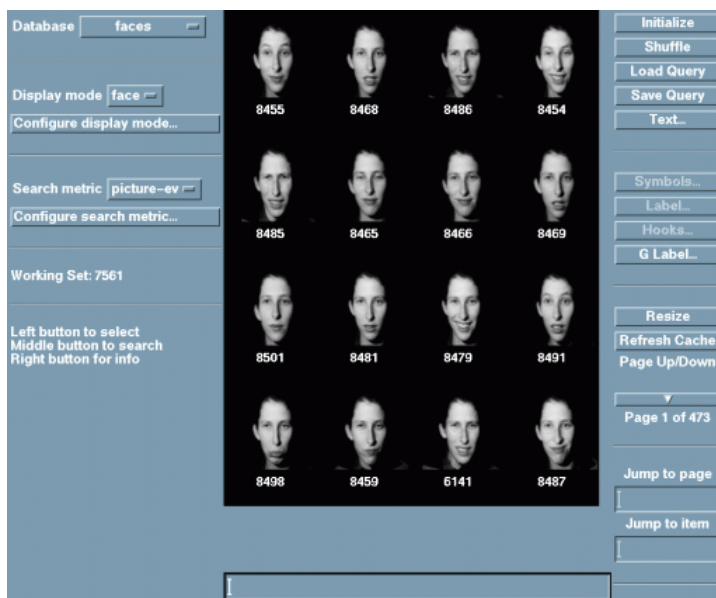 Database faces
Display mode face
Configure display mode...
Search metric picture-ev
Configure search metric...
Working Set: 7561
Left button to select
Middle button to search
Right button for info
8455 8468 8486 8454
8485 8465 8466 8469
8501 8481 8479 8491
8498 8459 6141 8487
Initialize
Shuffle
Load Query
Save Query
Text...
Symbols...
Label...
Hooks...
G Label...
Resize
Refresh Cache
Page Up/Down
Page 1 of 473
Jump to page
Jump to item